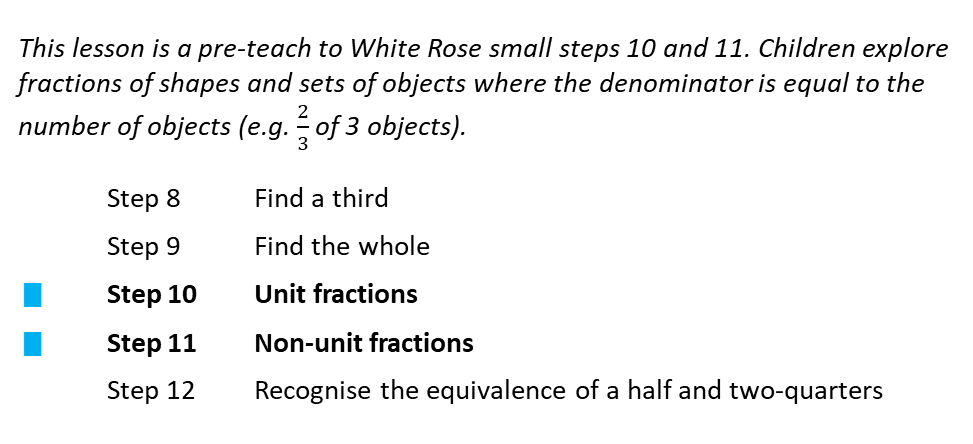 This lesson is a pre-teach to White Rose small steps 10 and 11. Children explore
fractions of shapes and sets of objects where the denominator is equal to the
number of objects (e.g. 2/3 of 3 objects).
Step 8 Find a third
Step 9 Find the whole
Step 10 Unit fractions
Step 11 Non-unit fractions
Step 12 Recognise the equivalence of a half and two-quarters